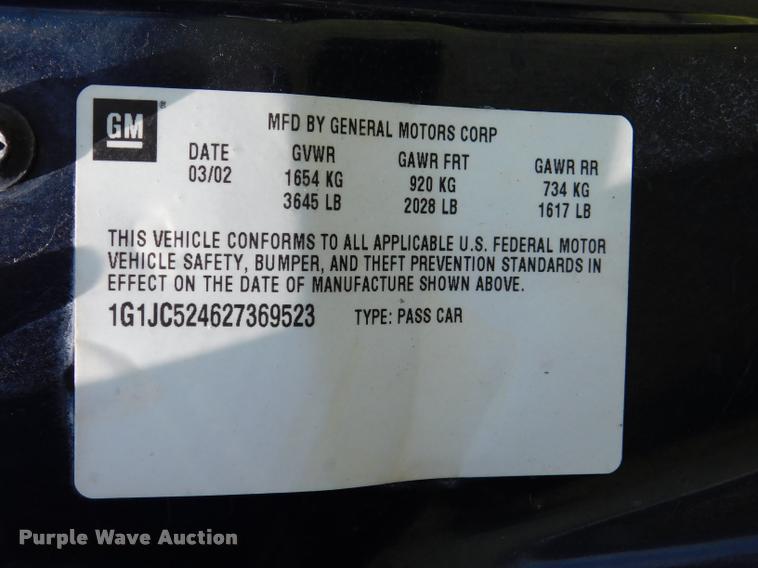 GM®
MFD BY GENERAL MOTORS CORP
DATE GVWR GAWR FRT GAWR RR
03/02 1654 KG 920 KG 734 KG
3645 LB 2028 LB 1617 LB
THIS VEHICLE CONFORMS TO ALL APPLICABLE U.S. FEDERAL MOTOR
VEHICLE SAFETY, BUMPER, AND THEFT PREVENTION STANDARDS IN
EFFECT ON THE DATE OF MANUFACTURE SHOWN ABOVE.
1G1JC524627369523 TYPE: PASS CAR
Purple Wave Auction